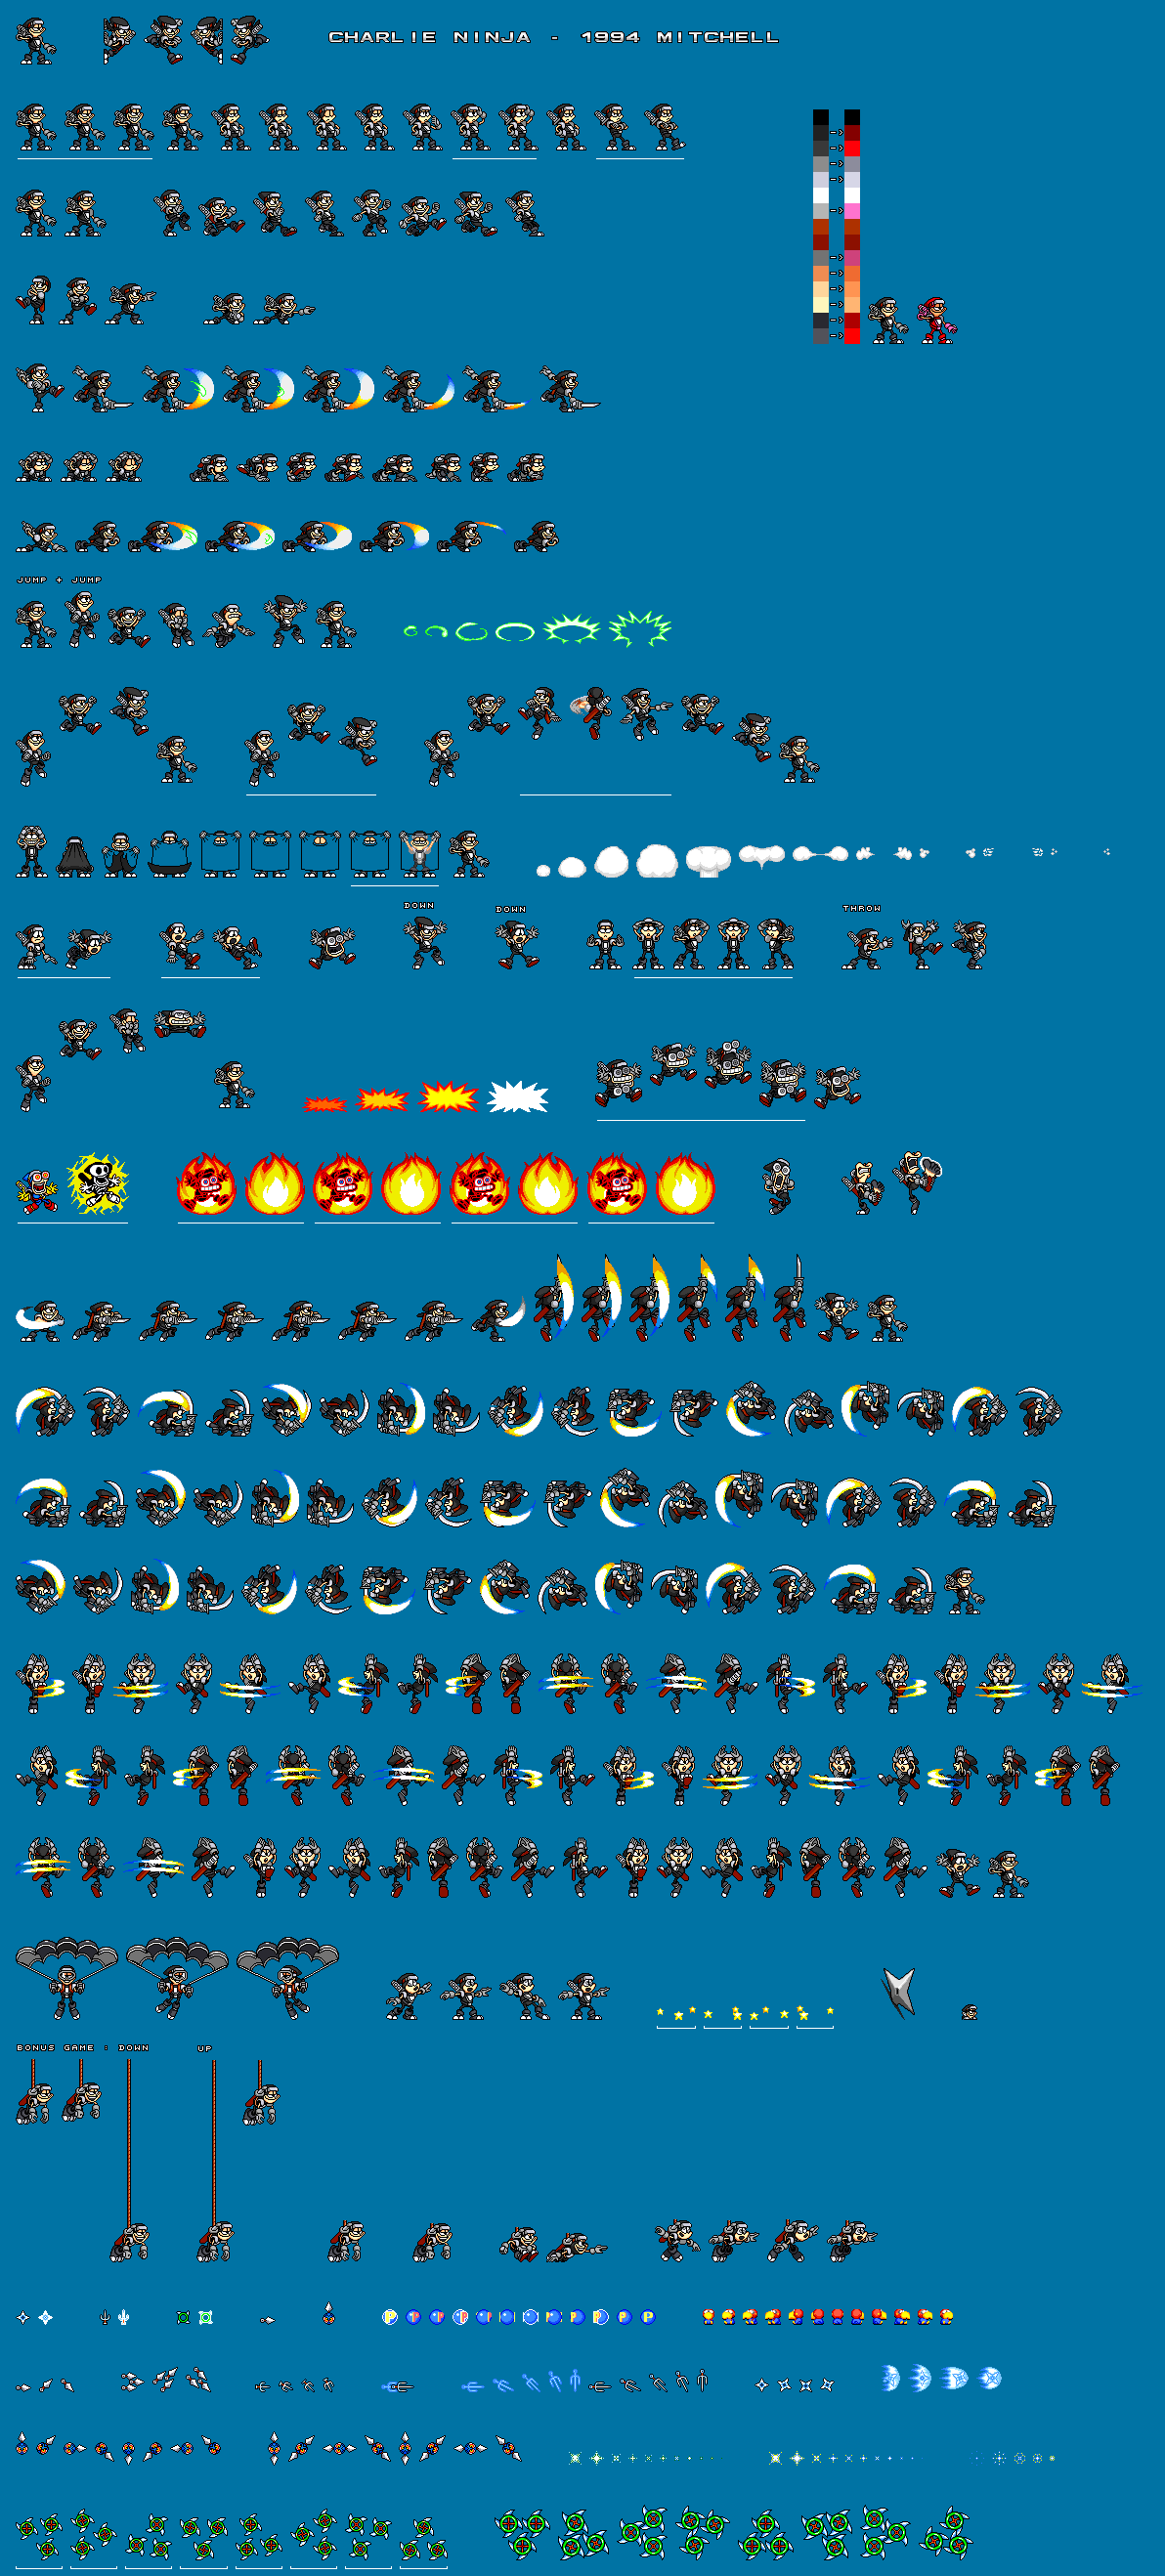 CHARLIE NINJA - 1994 MITCHELL
JUMP + JUMP
DOWN
DOWN
THROW
BONUS GAME : DOWN
UP